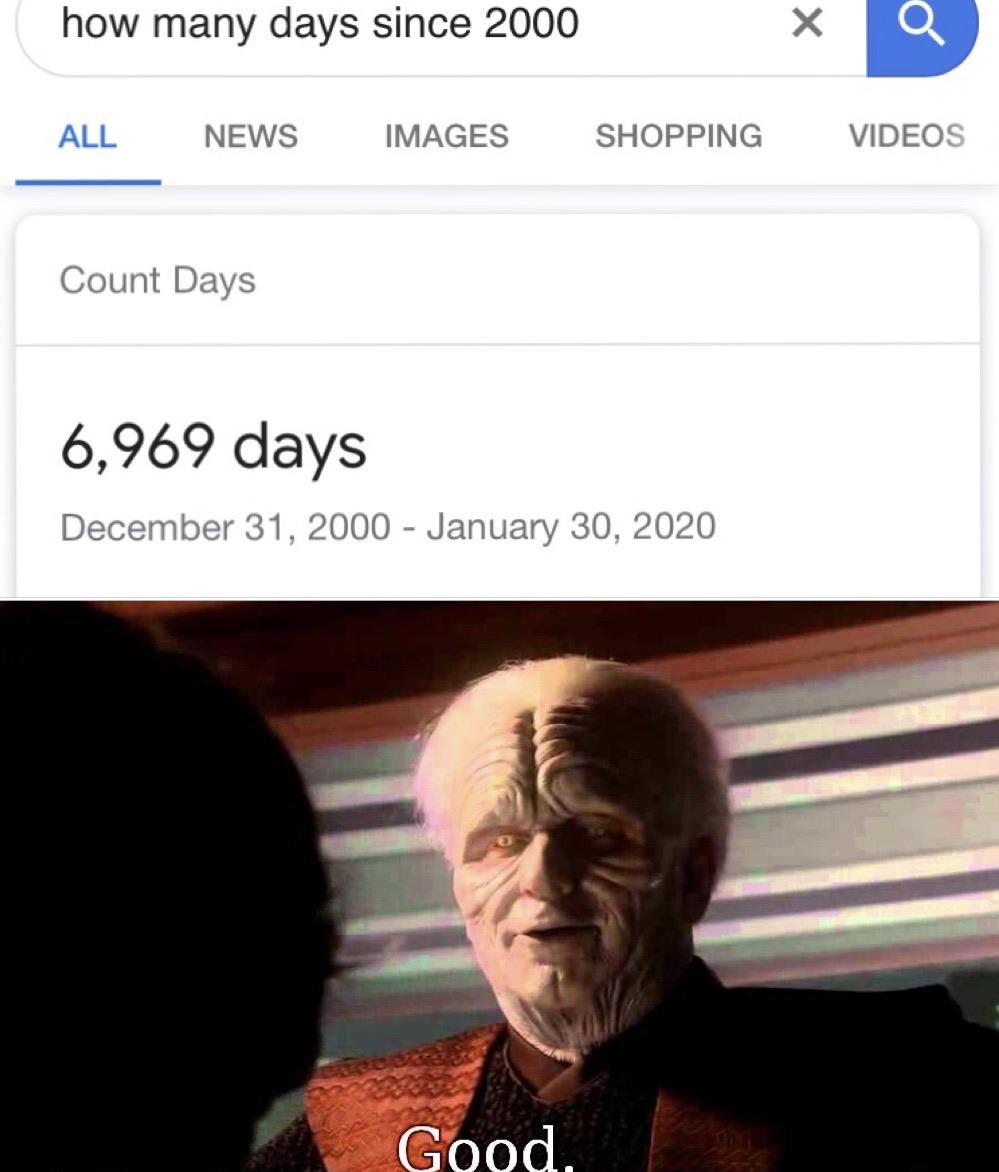 how many days since 2000
ALL NEWS IMAGES SHOPPING VIDEOS
Count Days
6,969 days
December 31, 2000 - January 30, 2020
Good.